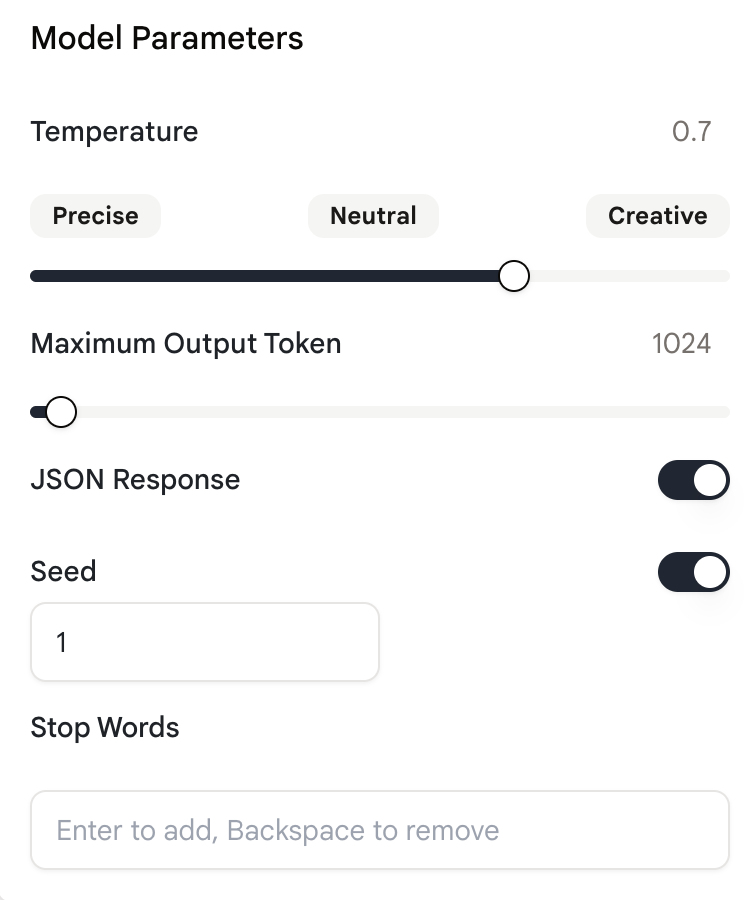 Model Parameters
Temperature 0.7
Precise Neutral Creative
Maximum Output Token 1024
JSON Response
Seed
1
Stop Words
Enter to add, Backspace to remove